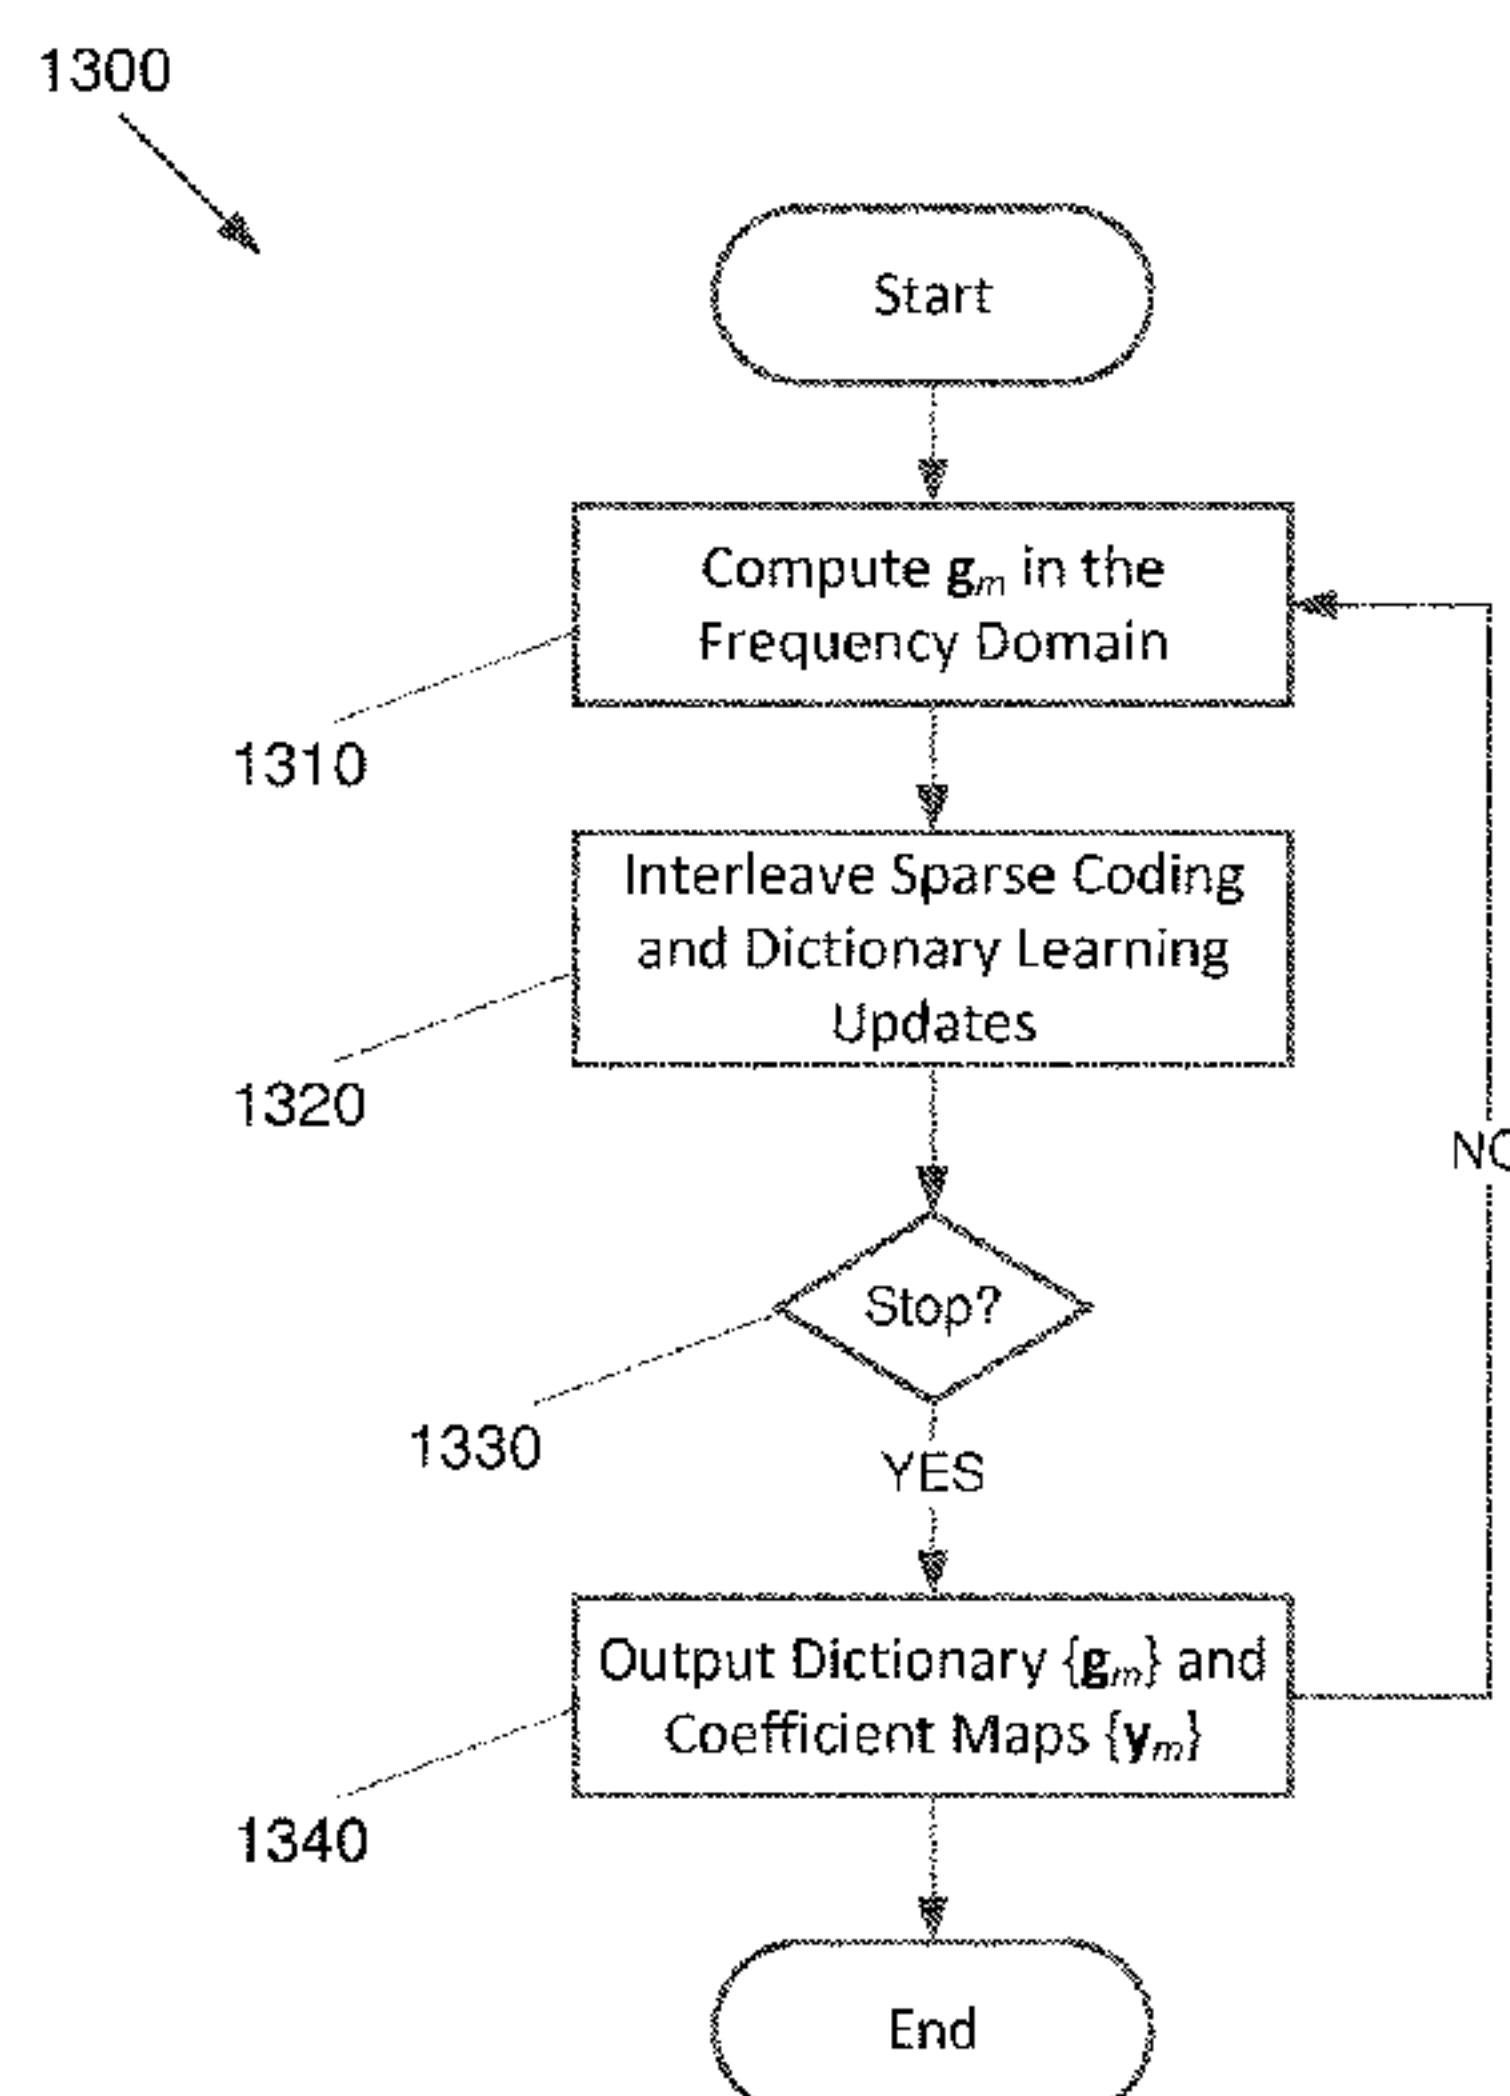 1300
Start
Compute gm in the
Frequency Domain
1310
Interleave Sparse Coding
and Dictionary Learning
Updates
1320
NO
Stop?
1330
YES
Output Dictionary {gm} and
Coefficient Maps {ym}
1340
End